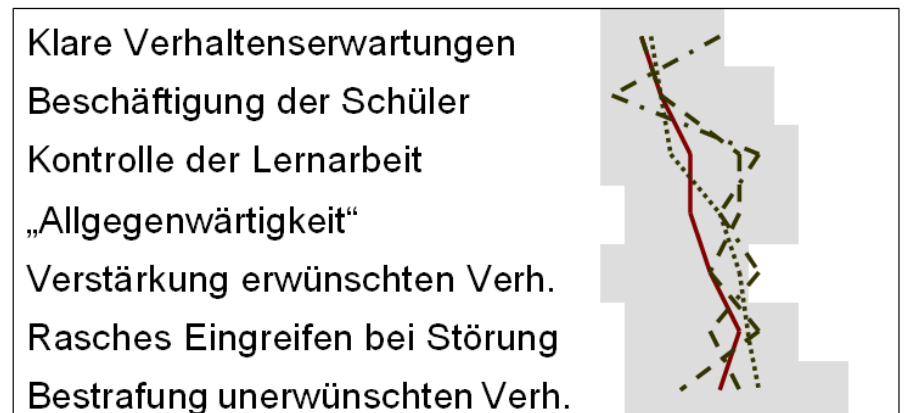 Klare Verhaltenserwartungen
Beschäftigung der Schüler
Kontrolle der Lernarbeit
„Allgegenwärtigkeit“
Verstärkung erwünschten Verh.
Rasches Eingreifen bei Störung
Bestrafung unerwünschten Verh.